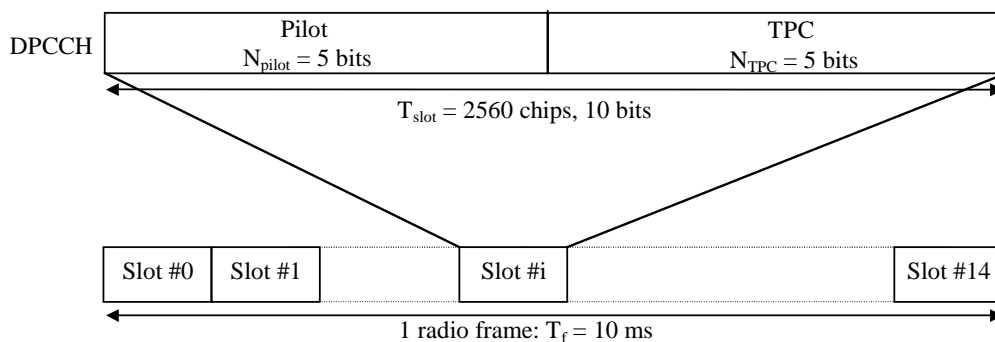 Pilot
TPC
DPCCH
N_pilot = 5 bits
N_TPC = 5 bits
T_slot = 2560 chips, 10 bits
Slot #0
Slot #1
Slot #i
Slot #14
1 radio frame: T_f = 10 ms